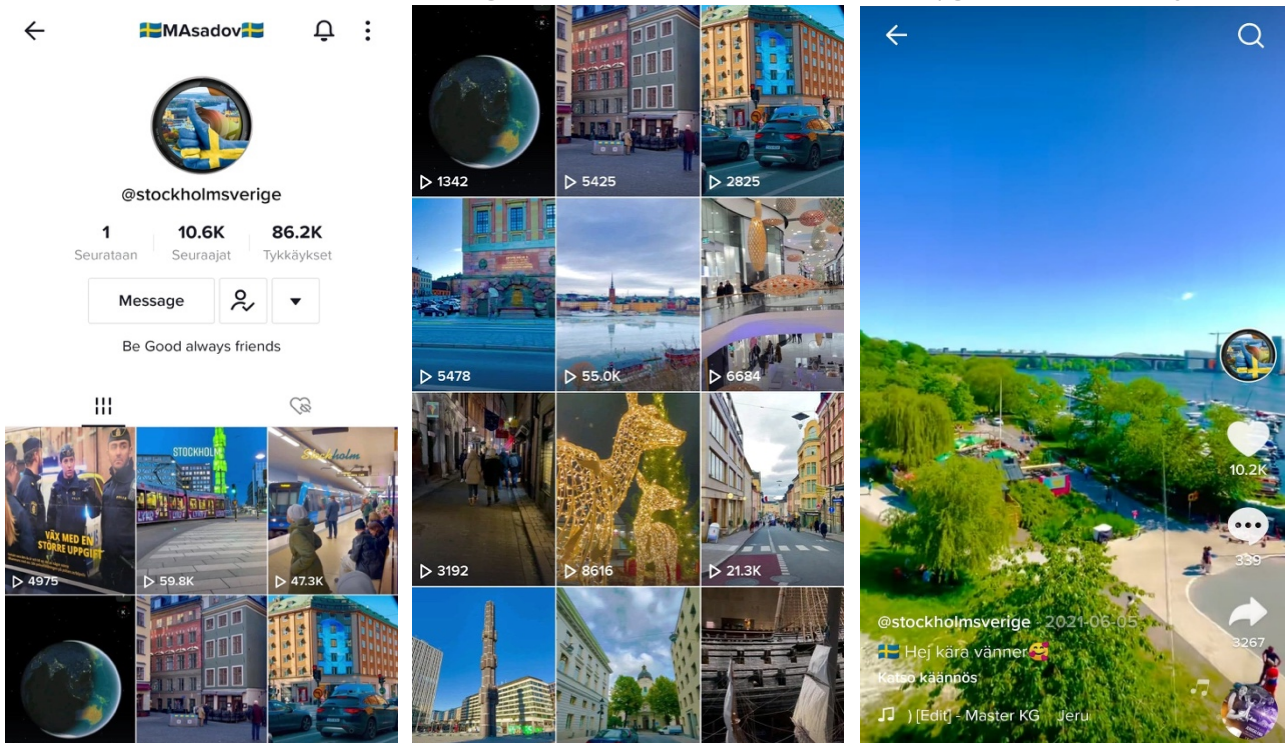 🇸🇪MAsadov🇸🇪
@stockholmsverige
1 10.6K 86.2K
Seurataan Seuraajat Tykkäykset
Message
Be Good always friends
VÄX MED EN
STÖRRE UPPGIFT
4975
STOCKHOLM
59.8K
Stockholm
47.3K
1342
5425
2825
5478
55.0K
6684
3192
8616
21.3K
10.2K
339
3267
@stockholmsverige · 2021-06-05
🇸🇪 Hej kära vänner🥰
Katso käännös
) [Edit] - Master KG Jeru